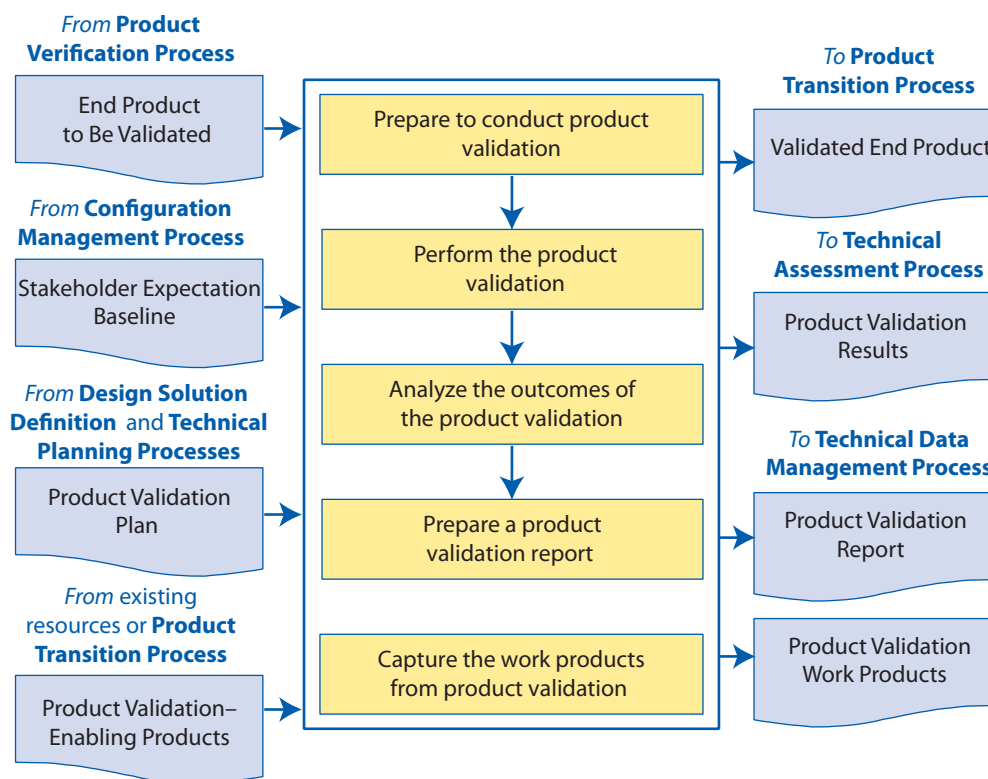 From Product
Verification Process
End Product
to Be Validated
From Configuration
Management Process
Stakeholder Expectation
Baseline
From Design Solution
Definition and Technical
Planning Processes
Product Validation
Plan
From existing
resources or Product
Transition Process
Product Validation–
Enabling Products
Prepare to conduct product
validation
Perform the product
validation
Analyze the outcomes of
the product validation
Prepare a product
validation report
Capture the work products
from product validation
To Product
Transition Process
Validated End Product
To Technical
Assessment Process
Product Validation
Results
To Technical Data
Management Process
Product Validation
Report
Product Validation
Work Products